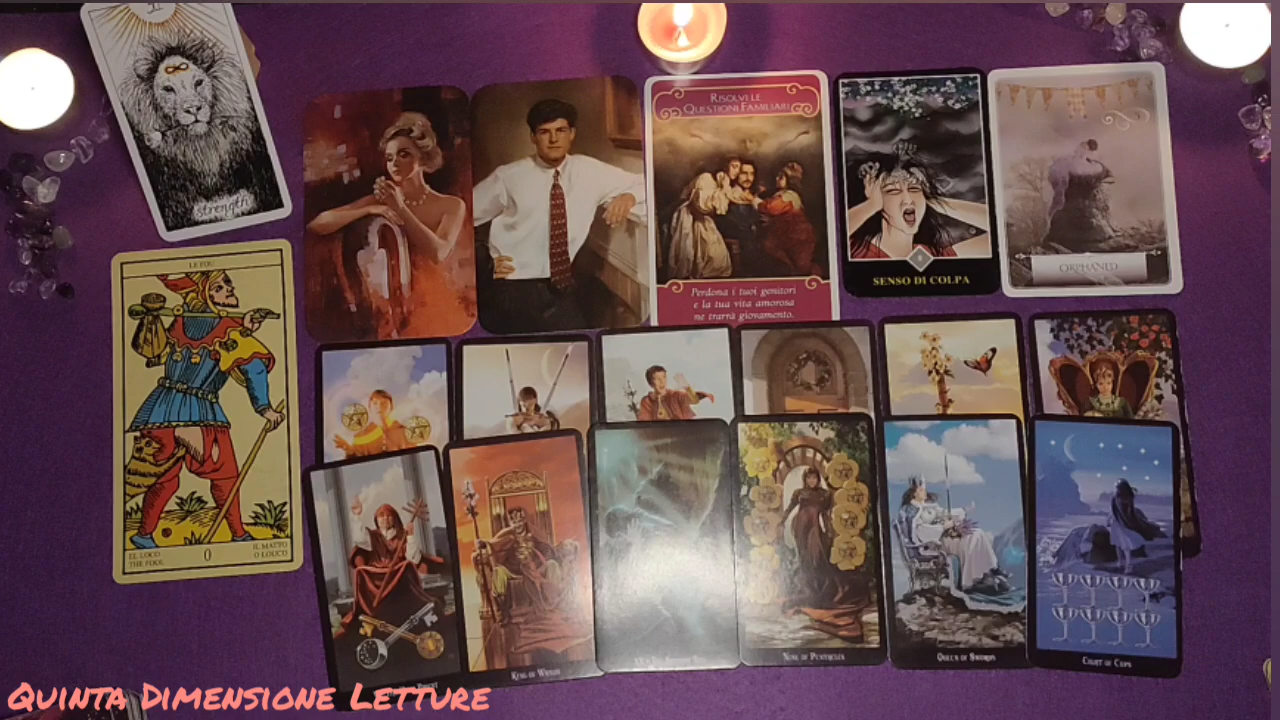 strength
LE FOU
EL LOCO
THE FOOL
0
IL MATTO
O LOUCO
RISOLVI LE
QUESTIONI FAMILIARI
Perdona i tuoi genitori
e la tua vita amorosa
ne trarrà giovamento.
SENSO DI COLPA
ORPHANED
KING OF WANDS
NINE OF PENTACLES
QUEEN OF SWORDS
EIGHT OF CUPS
QUINTA DIMENSIONE LETTURE